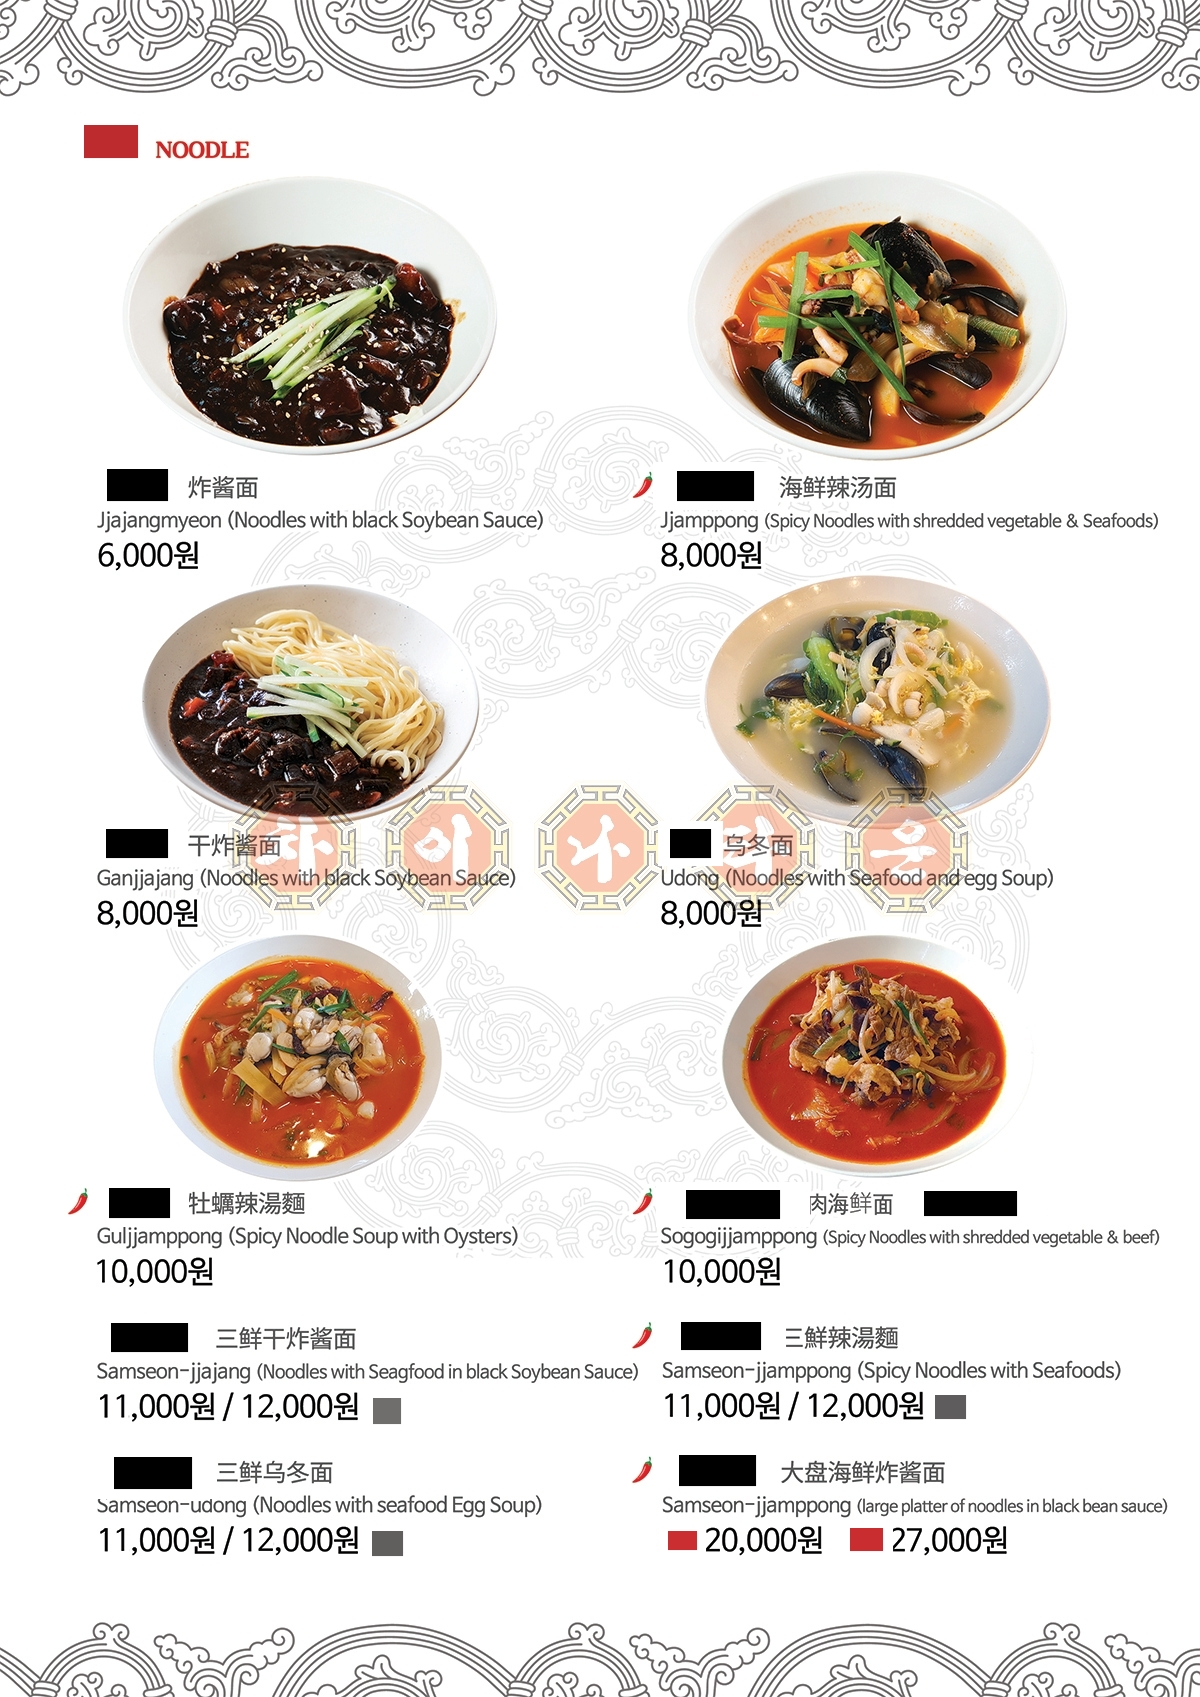 NOODLE
炸酱面
Jjajangmyeon (Noodles with black Soybean Sauce)
6,000원
海鲜辣汤面
Jjamppong (Spicy Noodles with shredded vegetable & Seafoods)
8,000원
干炸酱面
Ganjjajang (Noodles with black Soybean Sauce)
8,000원
乌冬面
Udong (Noodles with Seafood and egg Soup)
8,000원
차이나타운
牡蠣辣湯麵
Guljjamppong (Spicy Noodle Soup with Oysters)
10,000원
肉海鲜面
Sogogijjamppong (Spicy Noodles with shredded vegetable & beef)
10,000원
三鲜干炸酱面
Samseon-jjajang (Noodles with Seagfood in black Soybean Sauce)
11,000원 / 12,000원
三鮮辣湯麵
Samseon-jjamppong (Spicy Noodles with Seafoods)
11,000원 / 12,000원
三鲜乌冬面
Samseon-udong (Noodles with seafood Egg Soup)
11,000원 / 12,000원
大盘海鲜炸酱面
Samseon-jjamppong (large platter of noodles in black bean sauce)
20,000원 27,000원